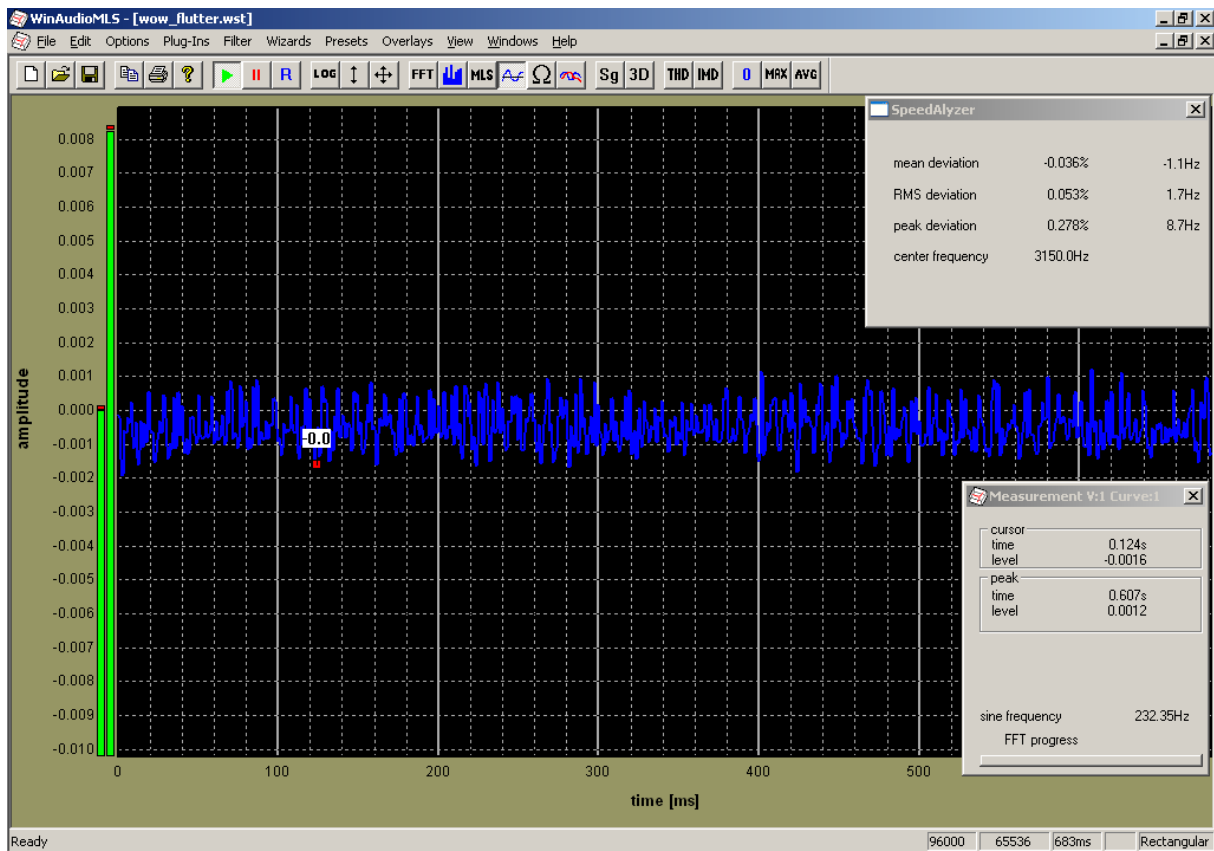 WinAudioMLS - [wow_flutter.wst]
File Edit Options Plug-Ins Filter Wizards Presets Overlays View Windows Help
R LOG FFT MLS Ω Sg 3D THD IMD 0 MAX AVG
SpeedAlyzer
mean deviation -0.036% -1.1Hz
RMS deviation 0.053% 1.7Hz
peak deviation 0.278% 8.7Hz
center frequency 3150.0Hz
amplitude
0.008
0.007
0.006
0.005
0.004
0.003
0.002
0.001
0.000
-0.001
-0.002
-0.003
-0.004
-0.005
-0.006
-0.007
-0.008
-0.009
-0.010
-0.0
Measurement V:1 Curve:1
cursor
time 0.124s
level -0.0016
peak
time 0.607s
level 0.0012
sine frequency 232.35Hz
FFT progress
0 100 200 300 400 500
time [ms]
Ready 96000 65536 683ms Rectangular